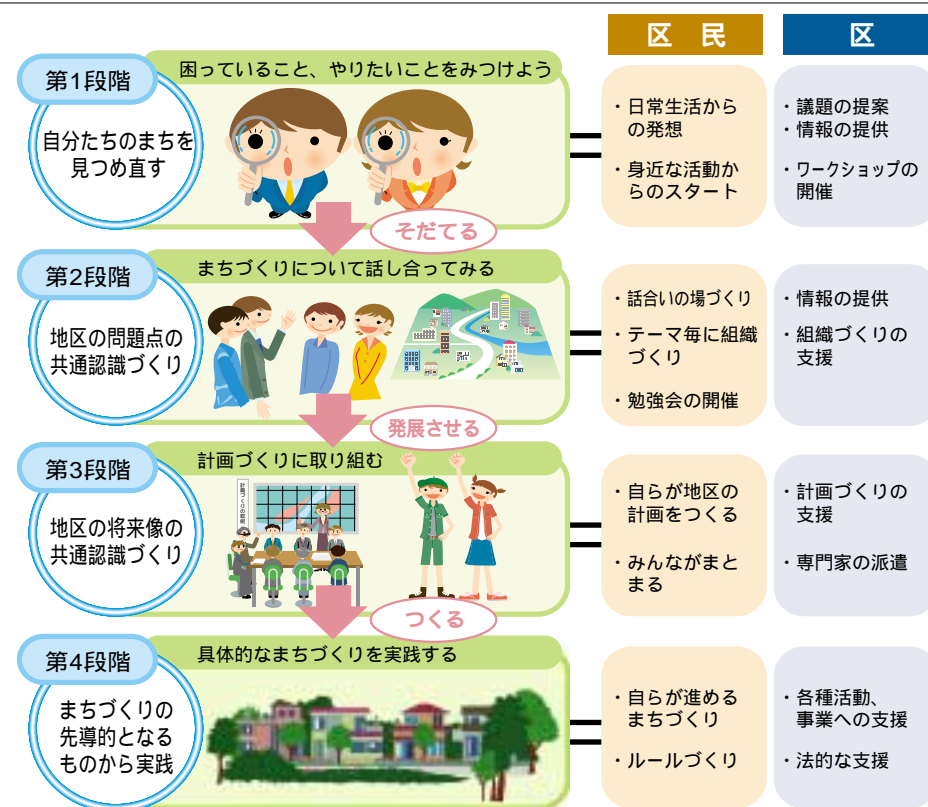 区　民
区
第1段階
自分たちのまちを
見つめ直す
困っていること、やりたいことをみつけよう
・日常生活から
の発想
・身近な活動か
らのスタート
・議題の提案
・情報の提供
・ワークショップの
開催
そだてる
第2段階
地区の問題点の
共通認識づくり
まちづくりについて話し合ってみる
・話合いの場づくり
・テーマ毎に組織
づくり
・勉強会の開催
・情報の提供
・組織づくりの
支援
発展させる
第3段階
地区の将来像の
共通認識づくり
計画づくりに取り組む
計画づくりの取組
・自らが地区の
計画をつくる
・みんながまと
まる
・計画づくりの
支援
・専門家の派遣
つくる
第4段階
まちづくりの
先導的となる
ものから実践
具体的なまちづくりを実践する
・自らが進める
まちづくり
・ルールづくり
・各種活動、
事業への支援
・法的な支援